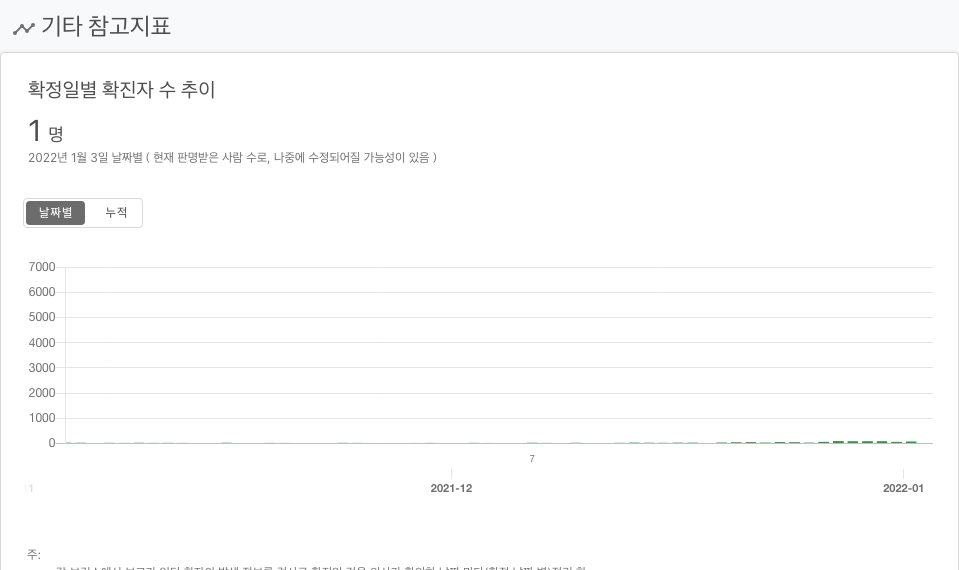 기타 참고지표
확정일별 확진자 수 추이
1 명
2022년 1월 3일 날짜별 ( 현재 판명받은 사람 수로, 나중에 수정되어질 가능성이 있음 )
날짜별 누적
7000
6000
5000
4000
3000
2000
1000
0
7
1 2021-12 2022-01
주: